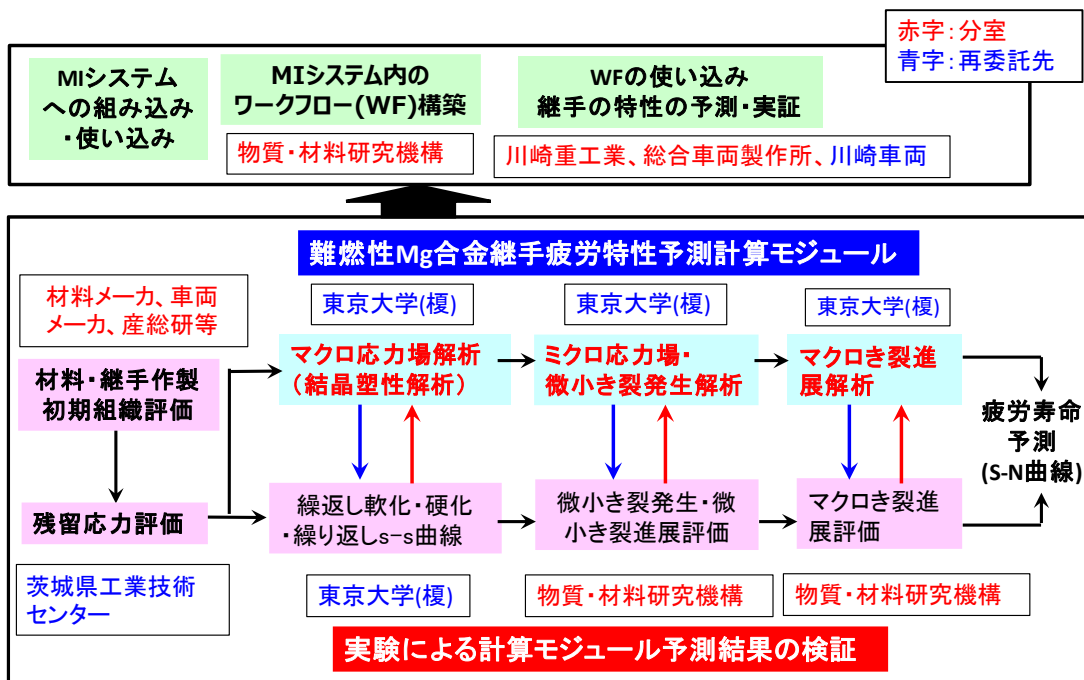 赤字：分室
青字：再委託先
MIシステム
への組み込み
・使い込み
MIシステム内の
ワークフロー(WF)構築
物質・材料研究機構
WFの使い込み
継手の特性の予測・実証
川崎重工業、総合車両製作所、川崎車両
難燃性Mg合金継手疲労特性予測計算モジュール
材料メーカ、車両
メーカ、産総研等
東京大学(榎)
東京大学(榎)
東京大学(榎)
材料・継手作製
初期組織評価
マクロ応力場解析
（結晶塑性解析）
ミクロ応力場・
微小き裂発生解析
マクロき裂進
展解析
疲労寿命
予測
(S-N曲線)
残留応力評価
繰返し軟化・硬化
・繰り返しs-s曲線
微小き裂発生・微
小き裂進展評価
マクロき裂進
展評価
茨城県工業技術
センター
東京大学(榎)
物質・材料研究機構
物質・材料研究機構
実験による計算モジュール予測結果の検証